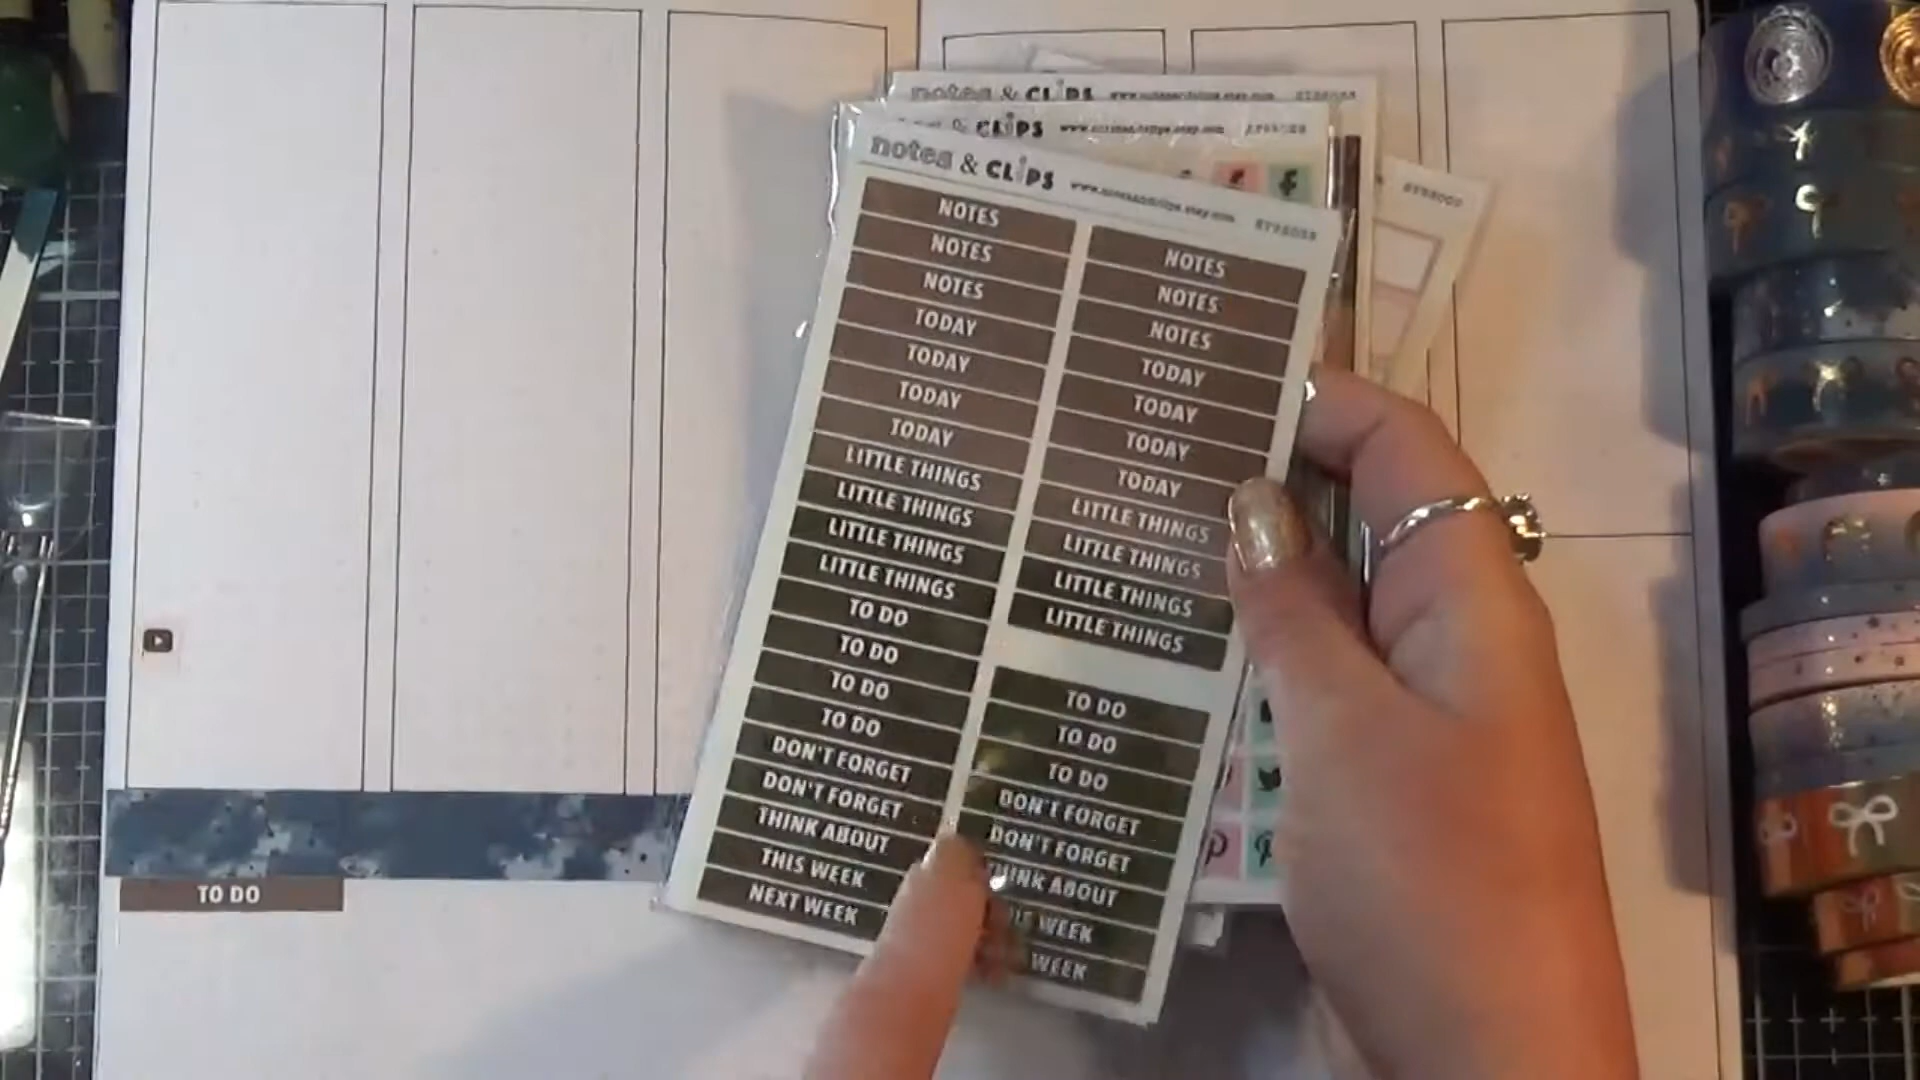 notes & CLIPS
CLIPS
notes & CLIPS
NOTES
NOTES
NOTES
TODAY
TODAY
TODAY
TODAY
LITTLE THINGS
LITTLE THINGS
LITTLE THINGS
LITTLE THINGS
TO DO
TO DO
TO DO
TO DO
DON'T FORGET
DON'T FORGET
THINK ABOUT
THIS WEEK
NEXT WEEK
NOTES
NOTES
NOTES
TODAY
TODAY
TODAY
TODAY
LITTLE THINGS
LITTLE THINGS
LITTLE THINGS
LITTLE THINGS
TO DO
TO DO
TO DO
DON'T FORGET
DON'T FORGET
THINK ABOUT
WEEK
WEEK
TO DO